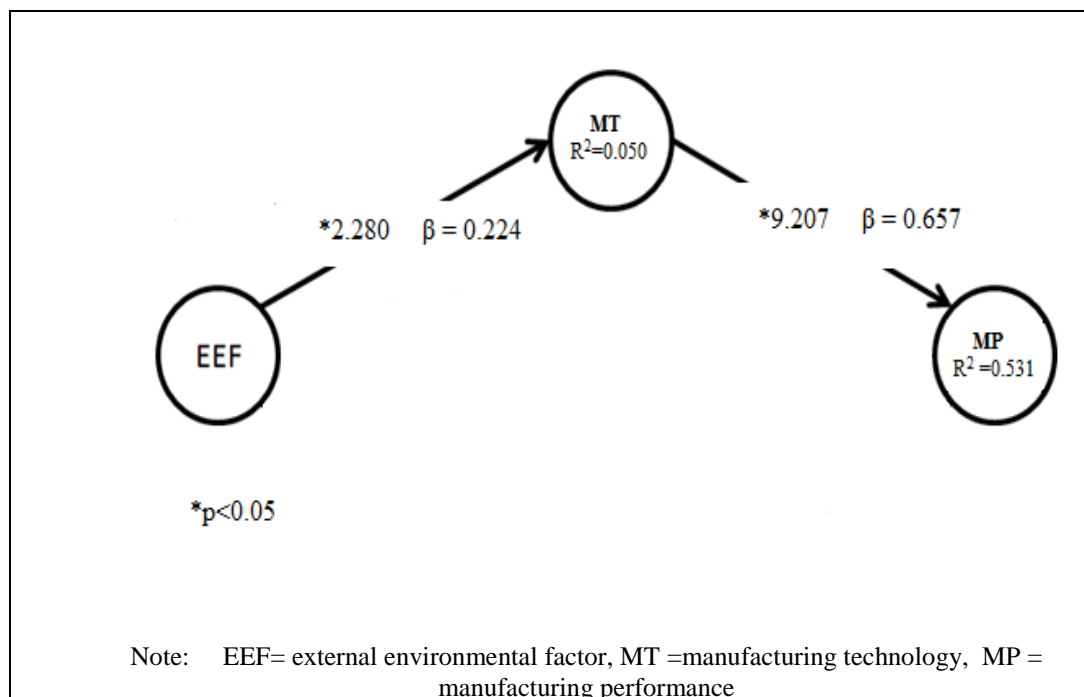 MT
R²=0.050
*2.280 β = 0.224
*9.207 β = 0.657
EEF
MP
R² =0.531
*p<0.05
Note: EEF= external environmental factor, MT =manufacturing technology, MP =
manufacturing performance